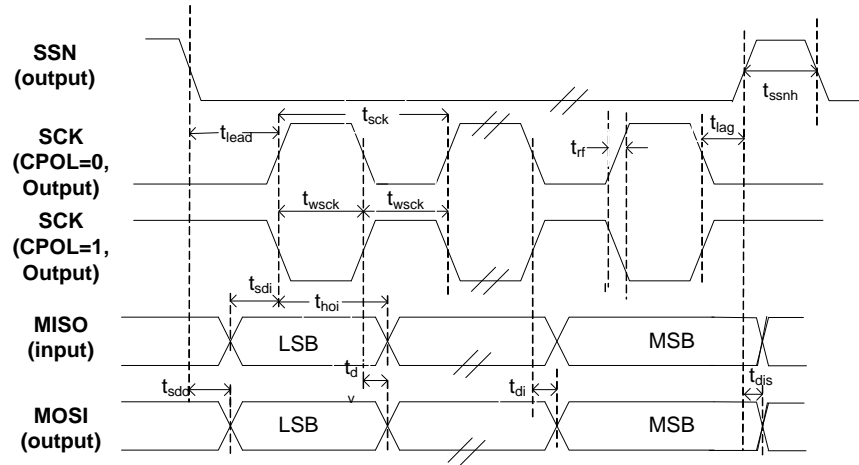 SSN
(output)
t_ssnh
t_sck
t_lead
t_lag
SCK
(CPOL=0,
Output)
t_rf
t_wsck
t_wsck
SCK
(CPOL=1,
Output)
t_sdi
t_hoi
MISO
(input)
LSB
MSB
t_sdd
t_d
v
t_di
t_dis
MOSI
(output)
LSB
MSB